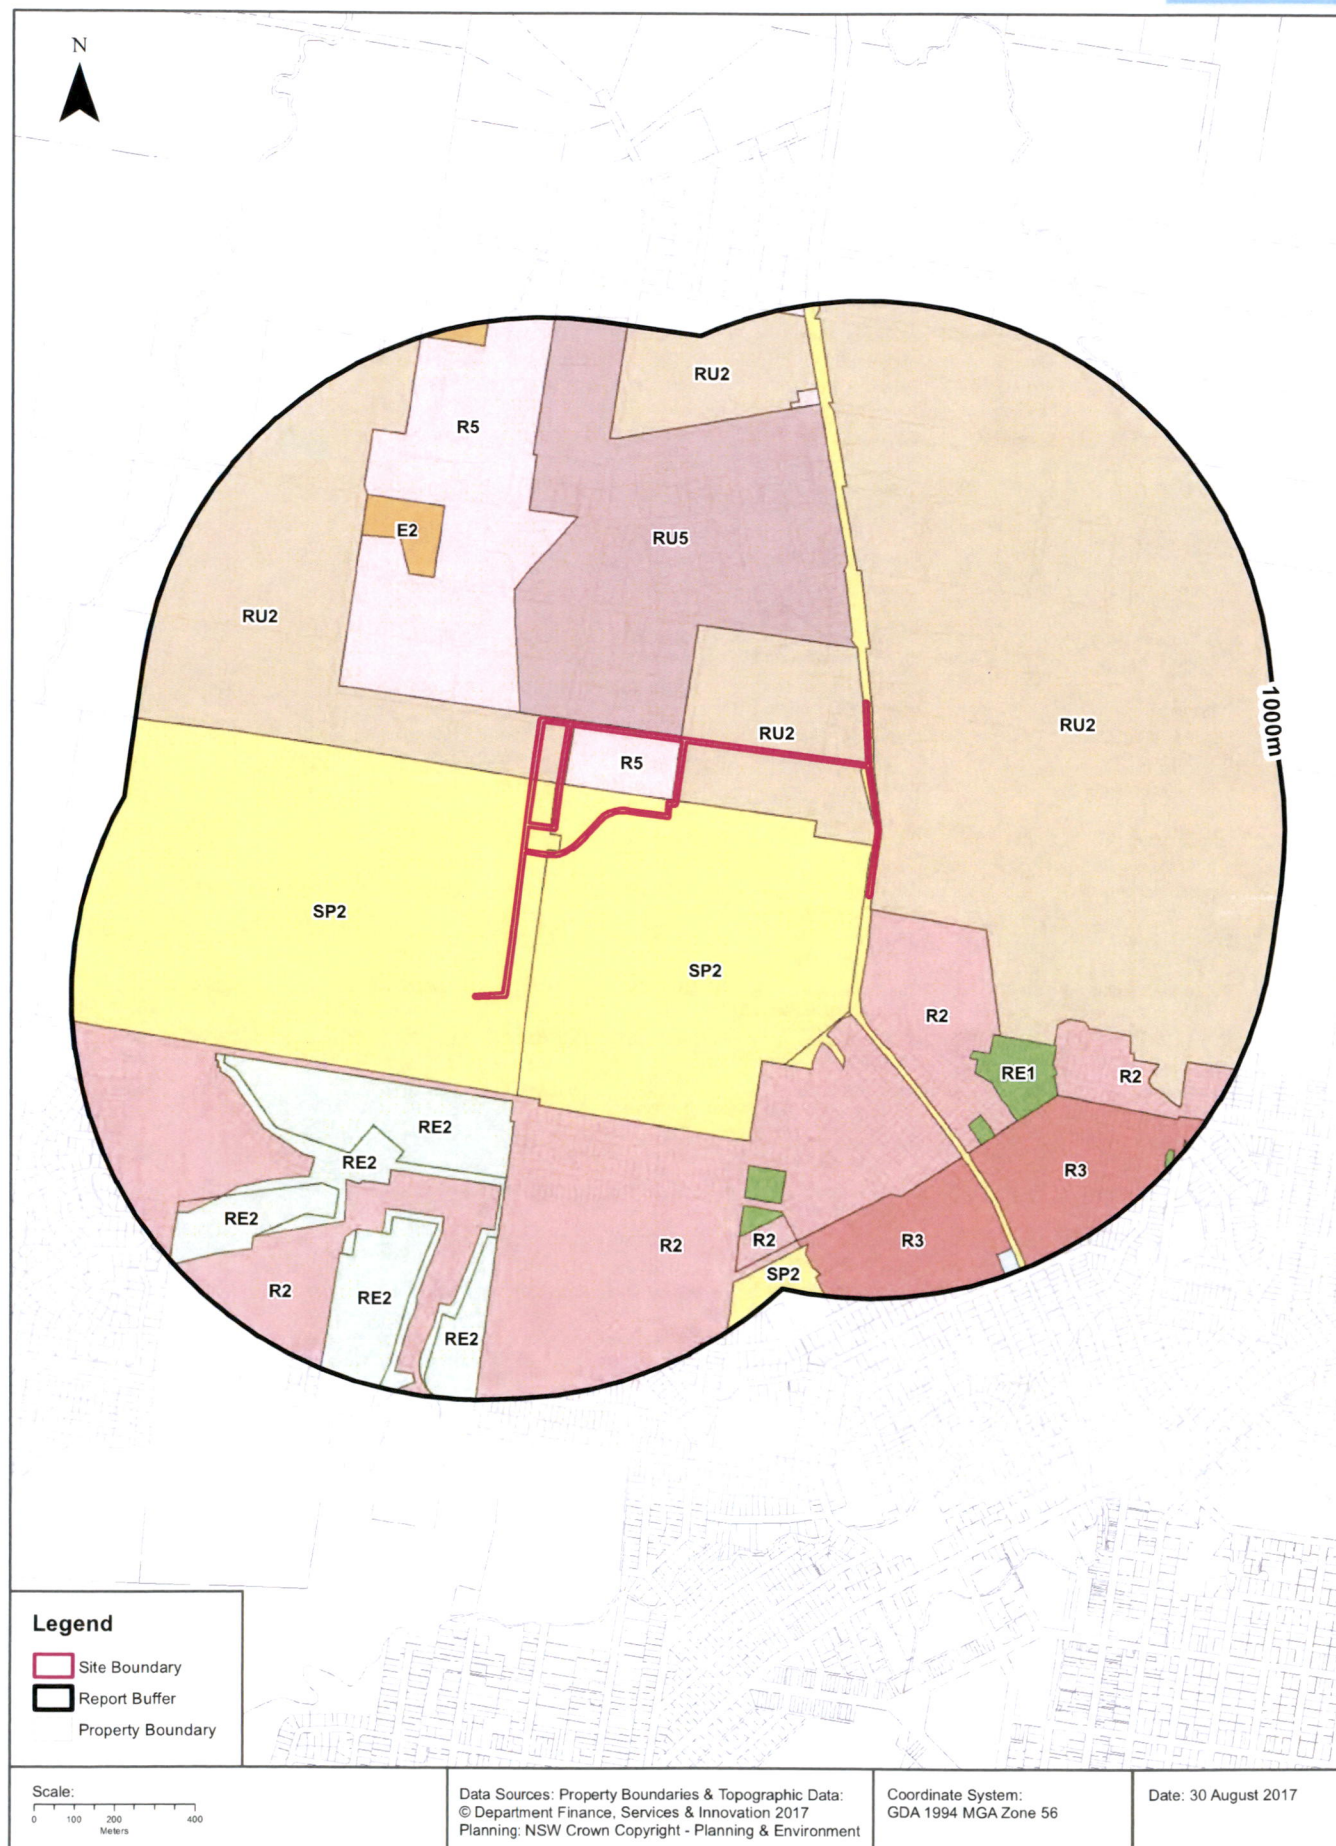 N
RU2
R5
E2
RU5
RU2
RU2
RU2
1000m
R5
SP2
SP2
R2
RE1
R2
RE2
RE2
R3
RE2
R2
R2
R3
R2
RE2
SP2
RE2
Legend
Site Boundary
Report Buffer
Property Boundary
Scale:
0 100 200 400
Meters
Data Sources: Property Boundaries & Topographic Data:
© Department Finance, Services & Innovation 2017
Planning: NSW Crown Copyright - Planning & Environment
Coordinate System:
GDA 1994 MGA Zone 56
Date: 30 August 2017